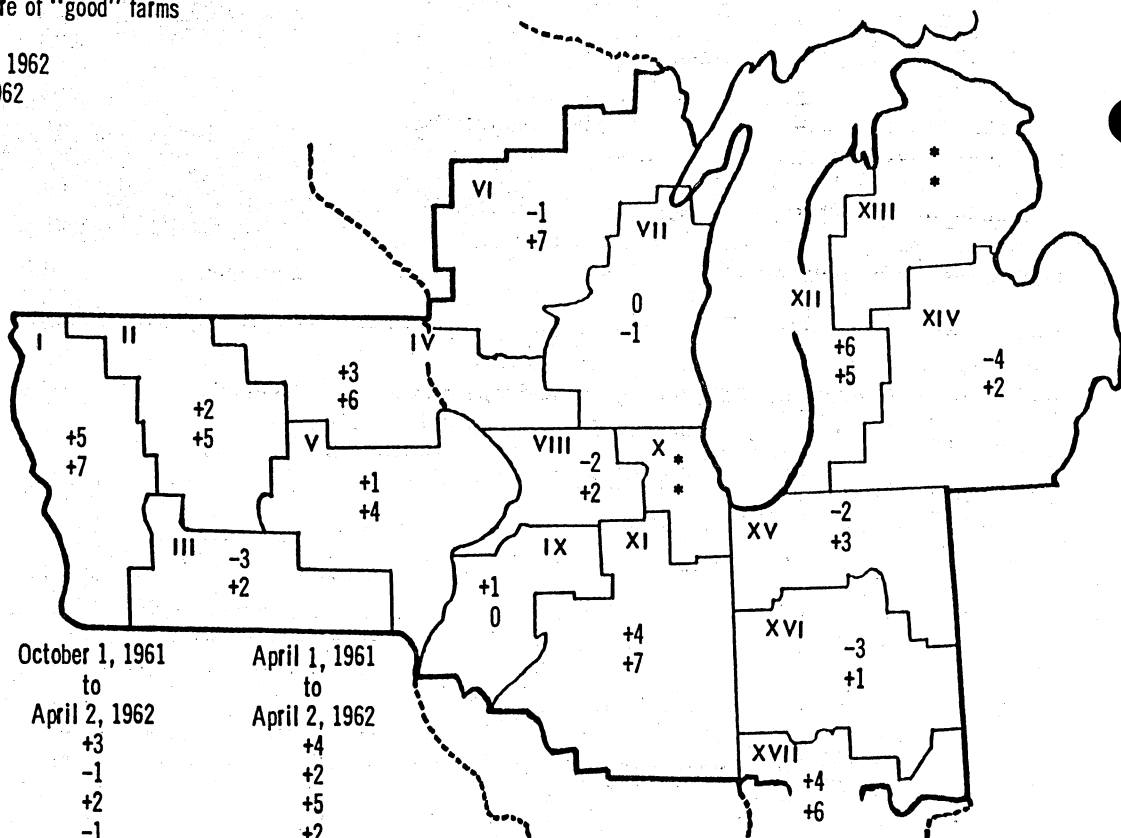 re of "good" farms
1962
962
VI
-1
+7
VII
0
-1
*
*
XIII
XII
XIV
+6
+5
-4
+2
I
II
IV
+3
+6
+2
+5
+5
+7
V
+1
+4
VIII
-2
+2
X
*
*
III
-3
+2
IX
+1
0
XI
+4
+7
XV
-2
+3
XVI
-3
+1
XVII
+4
+6
October 1, 1961
to
April 2, 1962
+3
-1
+2
-1
April 1, 1961
to
April 2, 1962
+4
+2
+5
+2